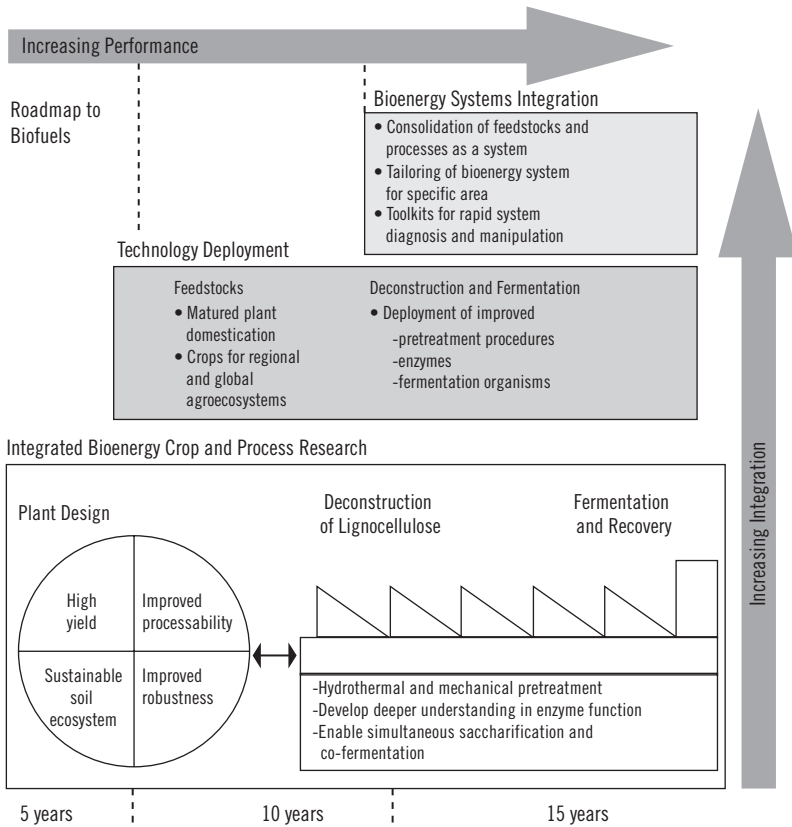 Increasing Performance
Roadmap to
Biofuels
Bioenergy Systems Integration
• Consolidation of feedstocks and
processes as a system
• Tailoring of bioenergy system
for specific area
• Toolkits for rapid system
diagnosis and manipulation
Technology Deployment
Feedstocks
• Matured plant
domestication
• Crops for regional
and global
agroecosystems
Deconstruction and Fermentation
• Deployment of improved
-pretreatment procedures
-enzymes
-fermentation organisms
Increasing Integration
Integrated Bioenergy Crop and Process Research
Plant Design
High
yield
Improved
processability
Sustainable
soil
ecosystem
Improved
robustness
Deconstruction
of Lignocellulose
Fermentation
and Recovery
-Hydrothermal and mechanical pretreatment
-Develop deeper understanding in enzyme function
-Enable simultaneous saccharification and
co-fermentation
5 years
10 years
15 years